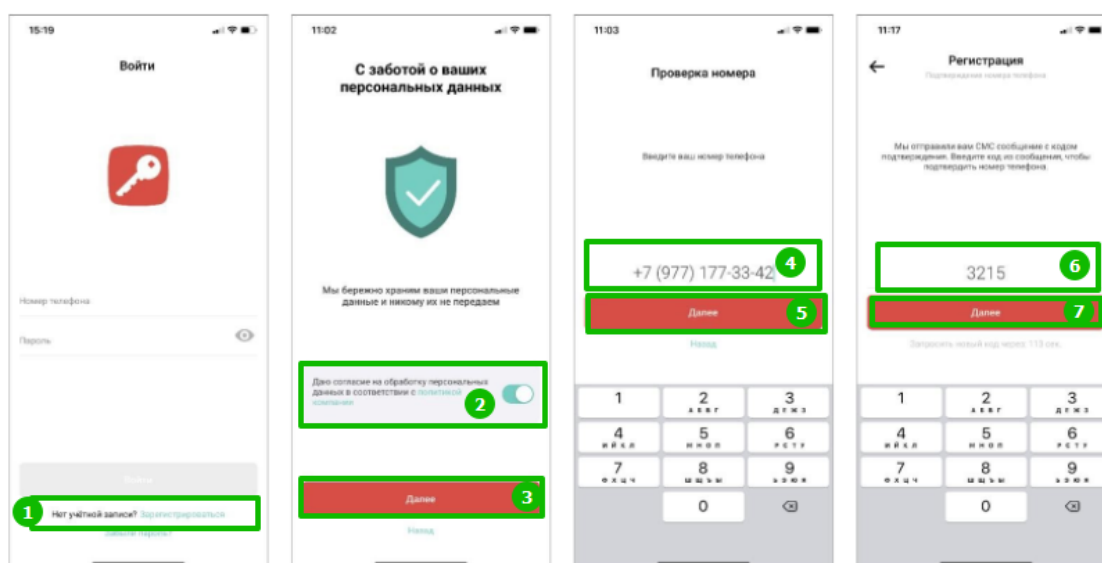 15:19
Войти
Номер телефона
Пароль
Войти
1
Нет учётной записи? Зарегистрироваться
Забыли пароль?
11:02
С заботой о ваших
персональных данных
Мы бережно храним ваши персональные
данные и никому их не передаем
Даю согласие на обработку персональных
данных в соответствии с политикой
компании
2
Далее
3
Назад
11:03
Проверка номера
Введите ваш номер телефона
+7 (977) 177-33-42
4
Далее
5
Назад
1 2 3
АБВГ ДЕЖЗ
4 5 6
ИЙКЛ МНОП РСТУ
7 8 9
ФХЦЧ ШЩЪЫ ЬЭЮЯ
0
11:17
Регистрация
Подтверждение номера телефона
Мы отправили вам СМС сообщение с кодом
подтверждения. Введите код из сообщения, чтобы
подтвердить номер телефона.
3215
6
Далее
7
Запросить новый код через 113 сек.
1 2 3
АБВГ ДЕЖЗ
4 5 6
ИЙКЛ МНОП РСТУ
7 8 9
ФХЦЧ ШЩЪЫ ЬЭЮЯ
0